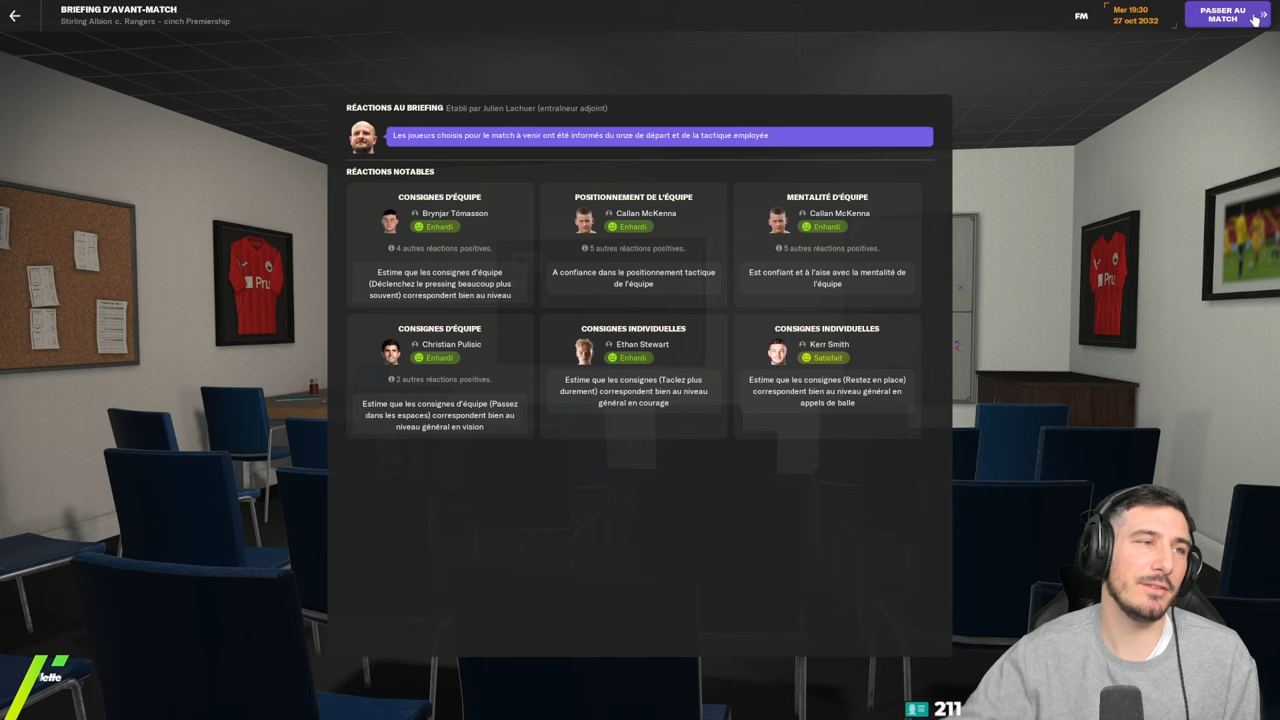 BRIEFING D'AVANT-MATCH
Stirling Albion c. Rangers - cinch Premiership
FM
Mer 19:30
27 oct 2032
PASSER AU
MATCH
RÉACTIONS AU BRIEFING Établi par Julien Lachuer (entraîneur adjoint)
Les joueurs choisis pour le match à venir ont été informés du onze de départ et de la tactique employée
RÉACTIONS NOTABLES
CONSIGNES D'ÉQUIPE
Brynjar Tómasson
Enhardi
4 autres réactions positives.
Estime que les consignes d'équipe
(Déclenchez le pressing beaucoup plus
souvent) correspondent bien au niveau
POSITIONNEMENT DE L'ÉQUIPE
Callan McKenna
Enhardi
5 autres réactions positives.
A confiance dans le positionnement tactique
de l'équipe
MENTALITÉ D'ÉQUIPE
Callan McKenna
Enhardi
5 autres réactions positives.
Est confiant et à l'aise avec la mentalité de
l'équipe
CONSIGNES D'ÉQUIPE
Christian Pulisic
Enhardi
2 autres réactions positives.
Estime que les consignes d'équipe (Passez
dans les espaces) correspondent bien au
niveau général en vision
CONSIGNES INDIVIDUELLES
Ethan Stewart
Enhardi
Estime que les consignes (Taclez plus
durement) correspondent bien au niveau
général en courage
CONSIGNES INDIVIDUELLES
Kerr Smith
Satisfait
Estime que les consignes (Restez en place)
correspondent bien au niveau général en
appels de balle
Pru
Pru
211